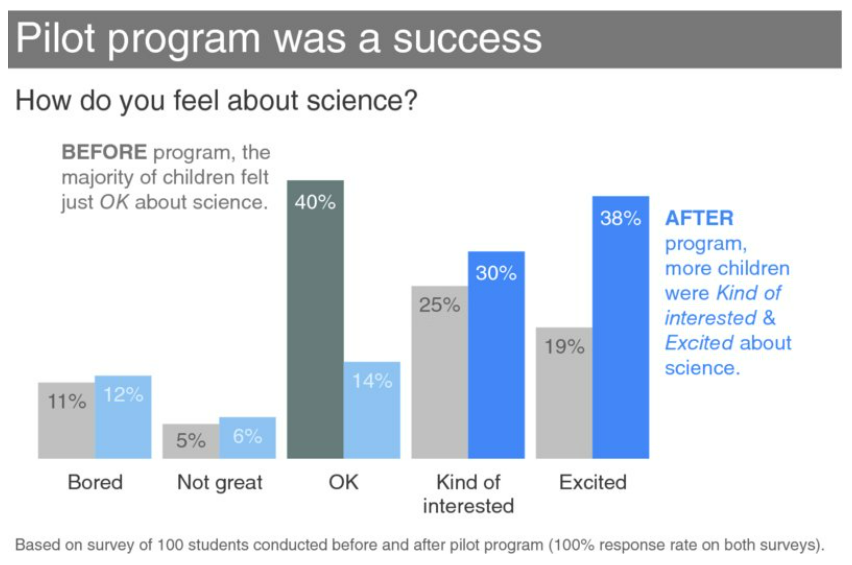 Pilot program was a success
How do you feel about science?
BEFORE program, the
majority of children felt
just OK about science.
40%
38%
AFTER
program,
more children
were Kind of
interested &
Excited about
science.
30%
25%
19%
14%
11%
12%
5%
6%
Bored
Not great
OK
Kind of
interested
Excited
Based on survey of 100 students conducted before and after pilot program (100% response rate on both surveys).